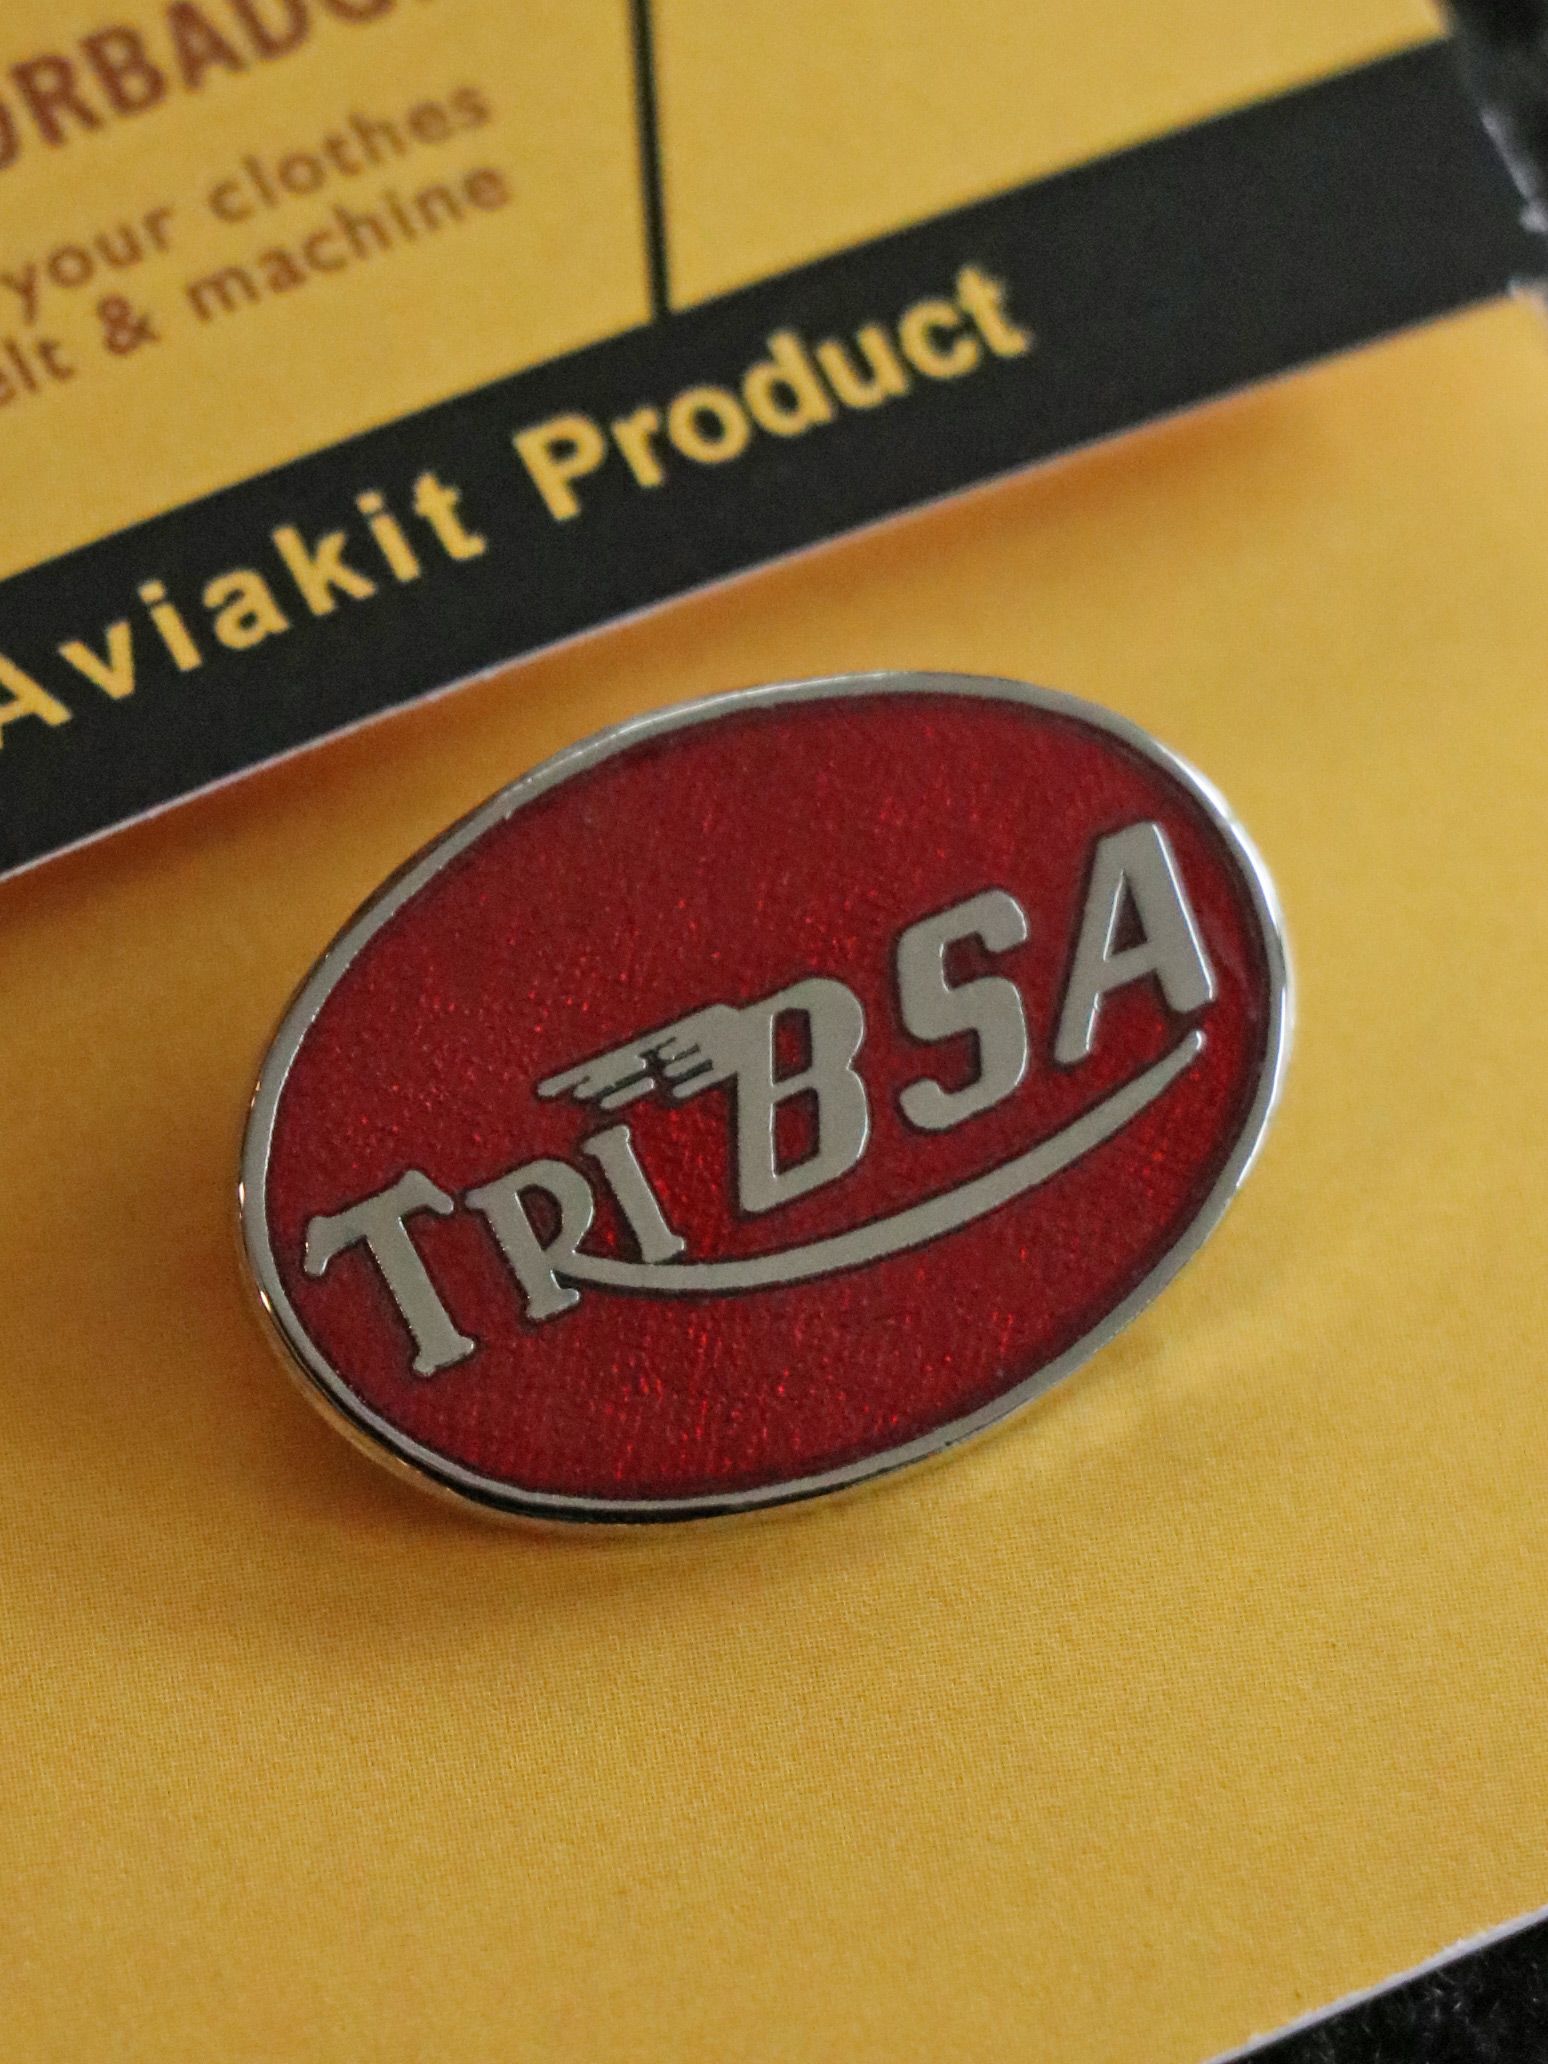 your clothes
& machine
Aviakit Product
TRIBSA